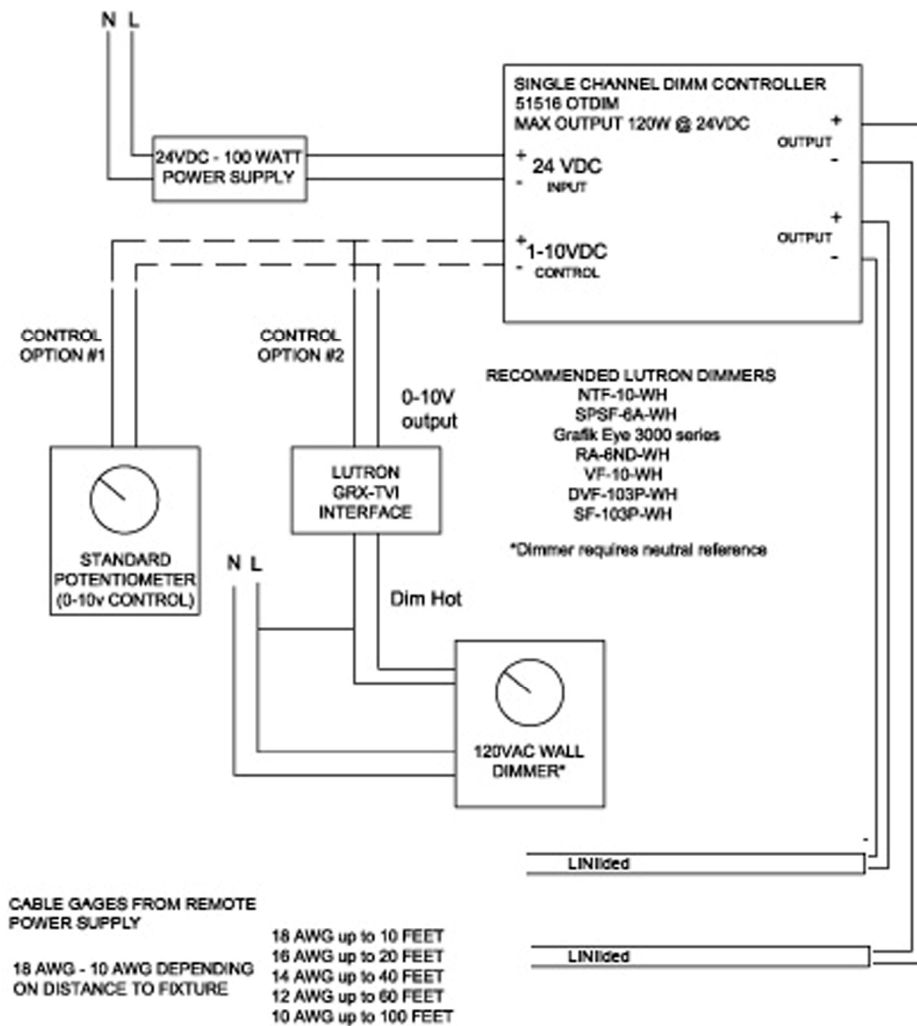 N L
SINGLE CHANNEL DIMM CONTROLLER
51516 OTDIM
MAX OUTPUT 120W @ 24VDC
+
OUTPUT
-
24VDC - 100 WATT
POWER SUPPLY
+
24 VDC
-
INPUT
+
OUTPUT
-
+
1-10VDC
-
CONTROL
CONTROL
OPTION #1
CONTROL
OPTION #2
0-10V
output
RECOMMENDED LUTRON DIMMERS
NTF-10-WH
SPSF-6A-WH
Grafik Eye 3000 series
RA-6ND-WH
VF-10-WH
DVF-103P-WH
SF-103P-WH
*Dimmer requires neutral reference
LUTRON
GRX-TVI
INTERFACE
STANDARD
POTENTIOMETER
(0-10v CONTROL)
N L
Dim Hot
120VAC WALL
DIMMER*
-
LINIlded
LINIlded
CABLE GAGES FROM REMOTE
POWER SUPPLY
18 AWG - 10 AWG DEPENDING
ON DISTANCE TO FIXTURE
18 AWG up to 10 FEET
16 AWG up to 20 FEET
14 AWG up to 40 FEET
12 AWG up to 60 FEET
10 AWG up to 100 FEET